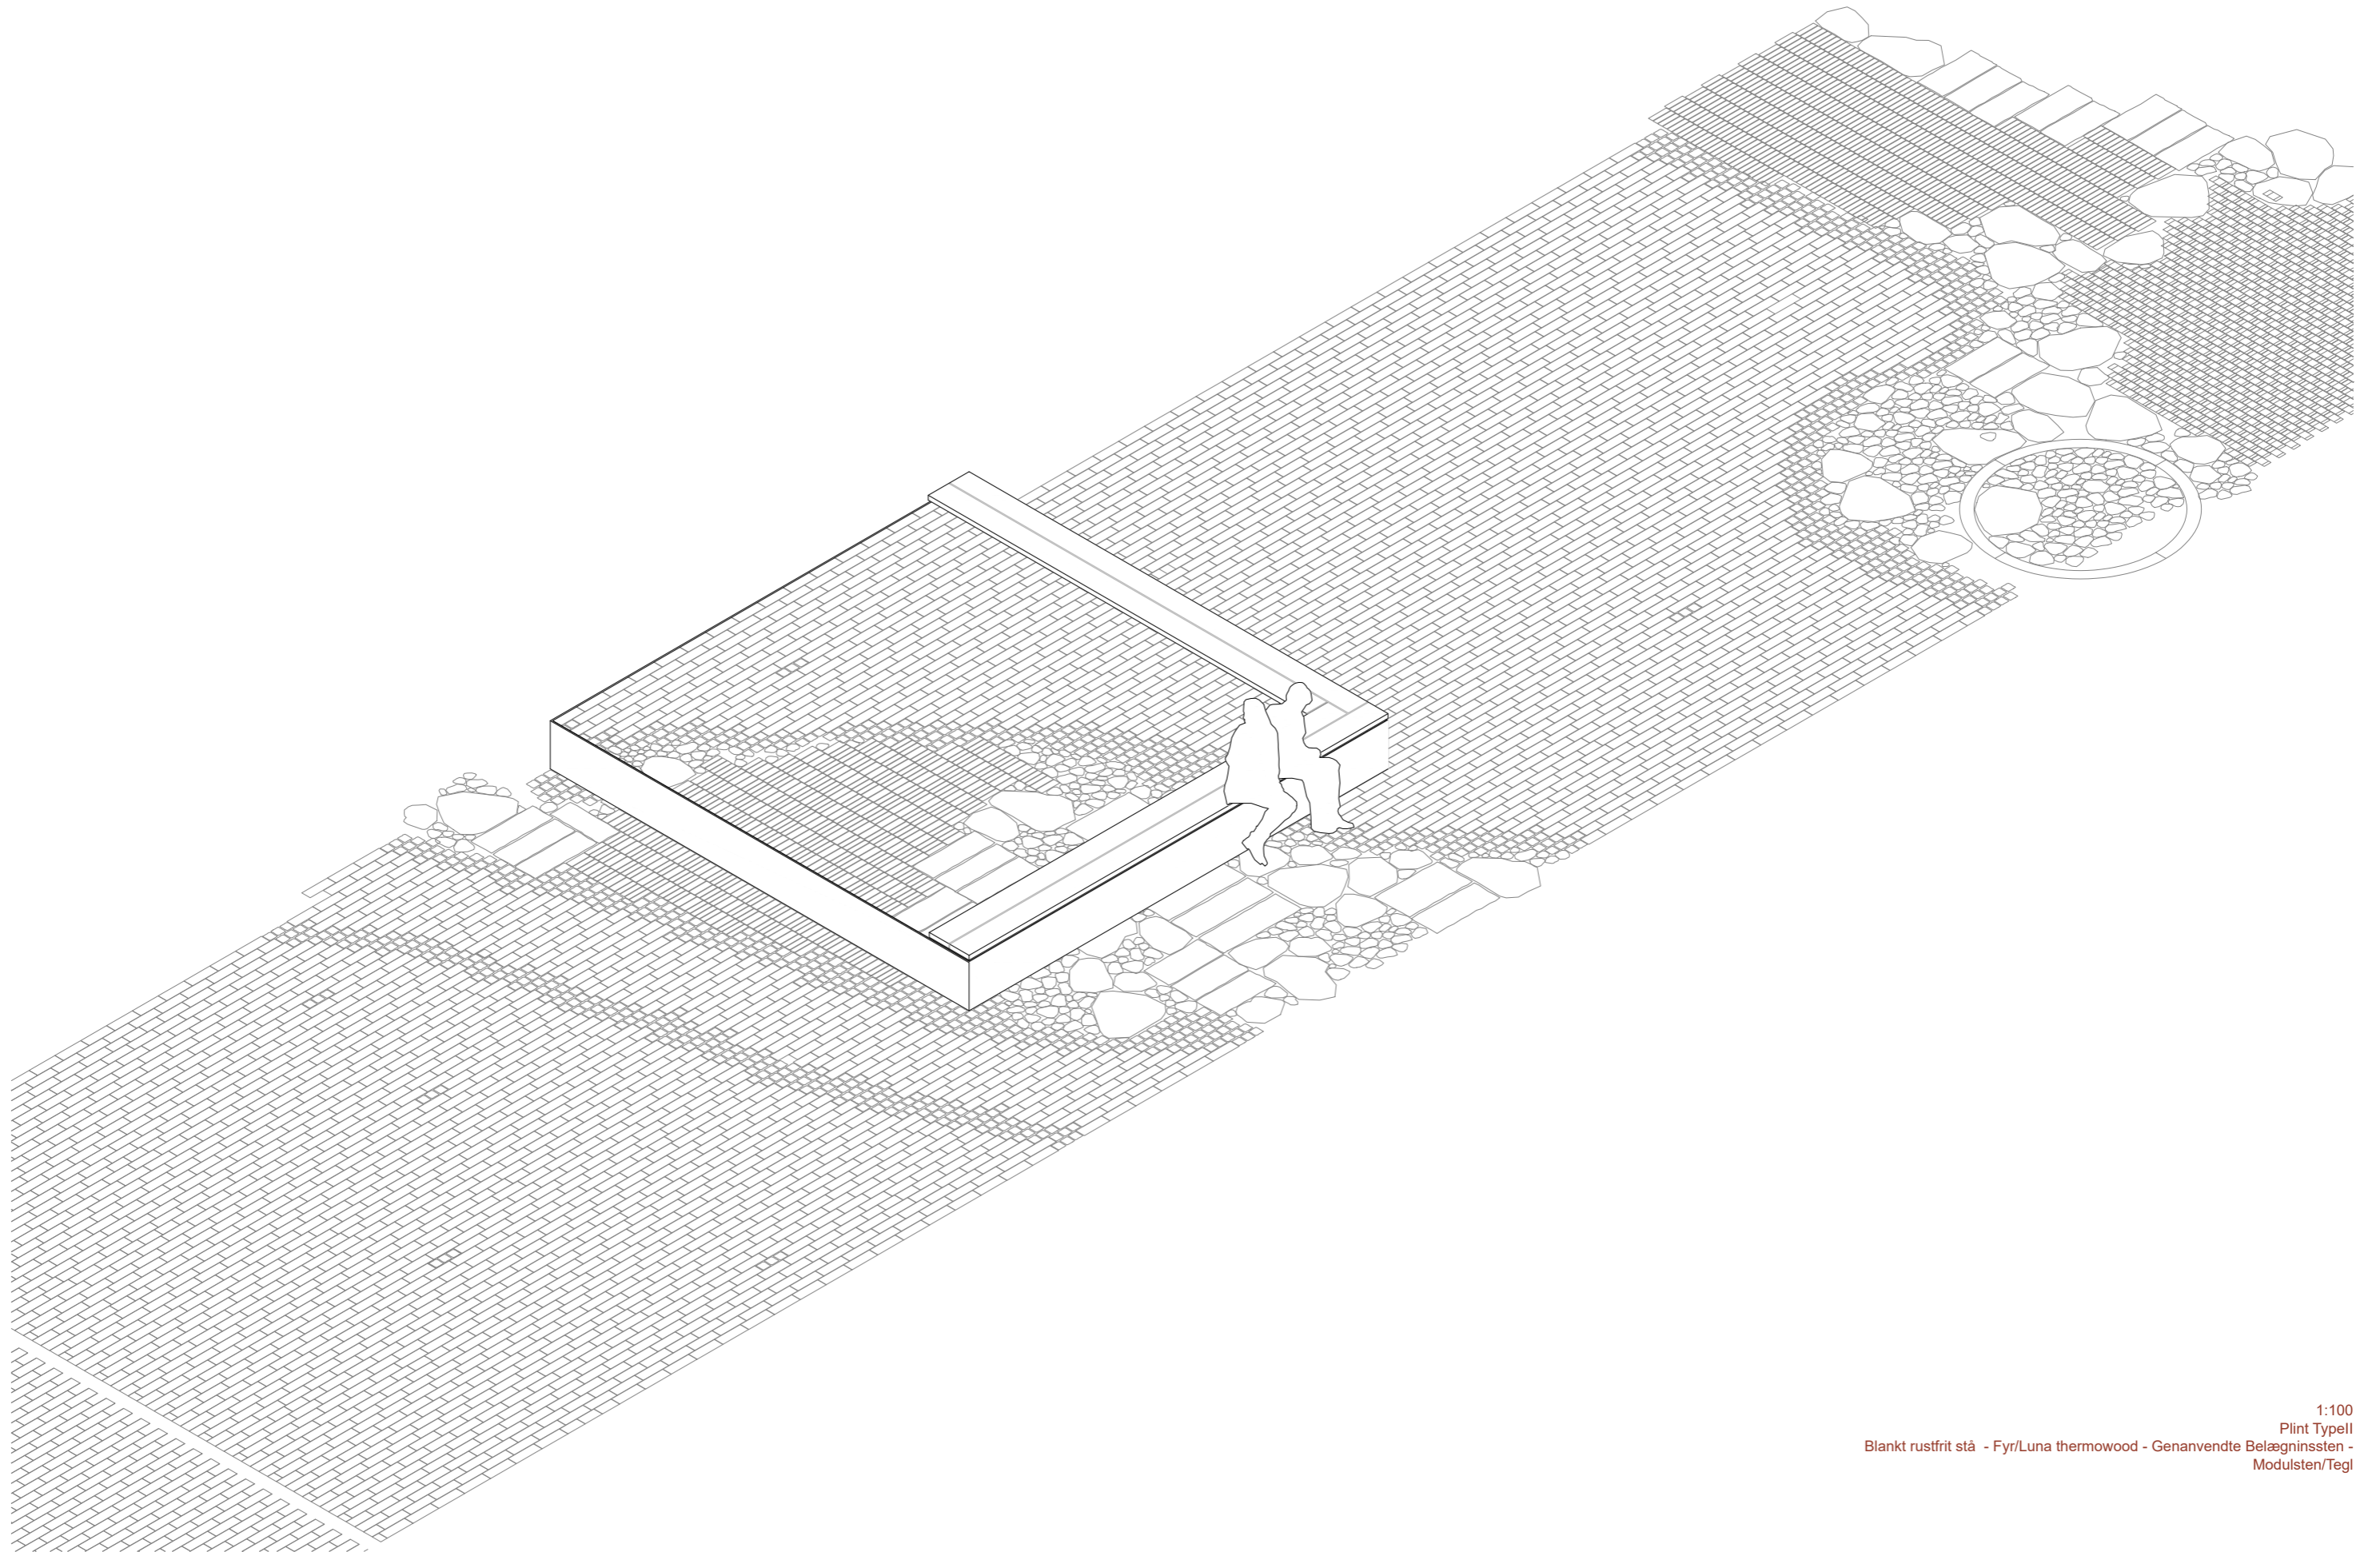 1:100
Plint TypeII
Blankt rustfrit stå - Fyr/Luna thermowood - Genanvendte Belægninssten -
Modulsten/Tegl